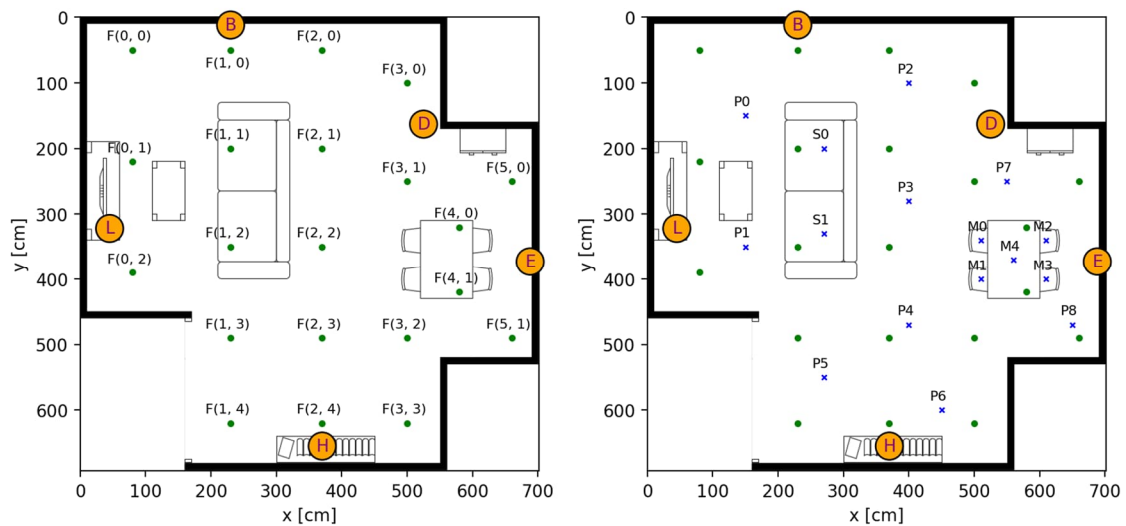 0
100
200
300
400
500
600
y [cm]
0 100 200 300 400 500 600 700
x [cm]
B
F(0, 0)
F(1, 0)
F(2, 0)
F(3, 0)
D
F(0, 1)
F(1, 1)
F(2, 1)
F(3, 1)
F(5, 0)
L
F(1, 2)
F(2, 2)
F(4, 0)
F(0, 2)
E
F(4, 1)
F(1, 3)
F(2, 3)
F(3, 2)
F(5, 1)
F(1, 4)
F(2, 4)
F(3, 3)
H
0
100
200
300
400
500
600
y [cm]
0 100 200 300 400 500 600 700
x [cm]
B
P2
P0
D
S0
P7
P3
L
P1
S1
M0
M2
M4
E
M1
M3
P4
P8
P5
P6
H